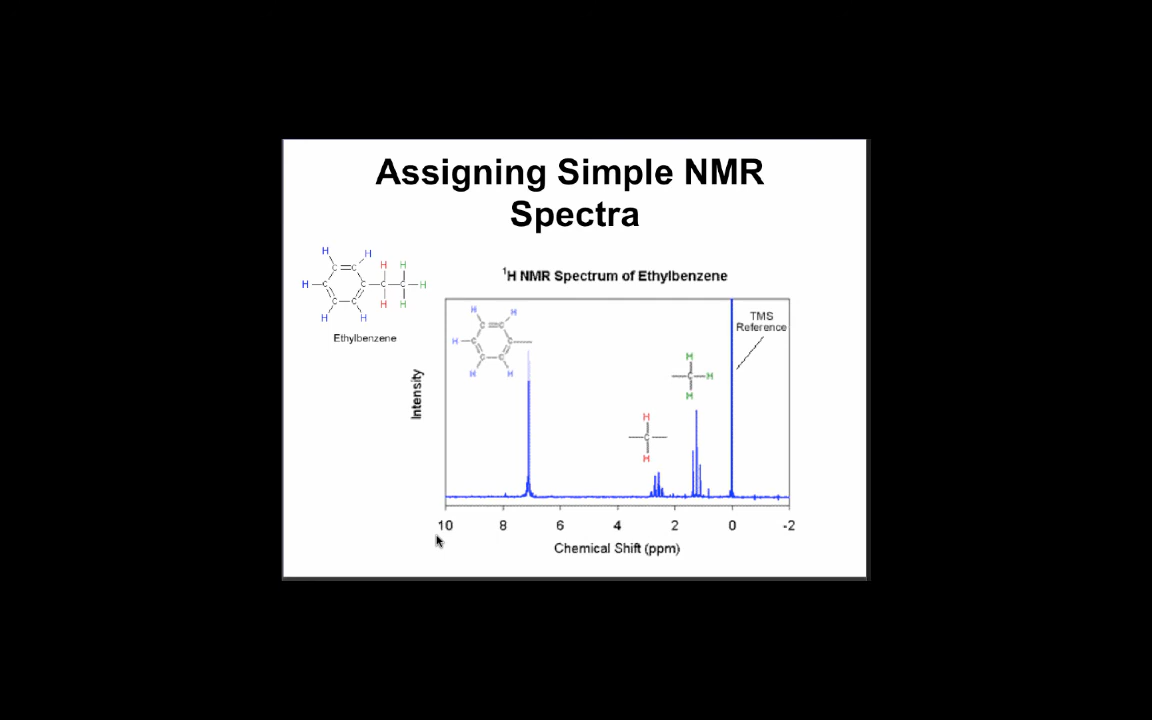 Assigning Simple NMR
Spectra
H H
H H
H C C H
H H
H H
Ethylbenzene
¹H NMR Spectrum of Ethylbenzene
Intensity
H H
H
H H
TMS
Reference
H
C H
H
H
C
H
10 8 6 4 2 0 -2
Chemical Shift (ppm)